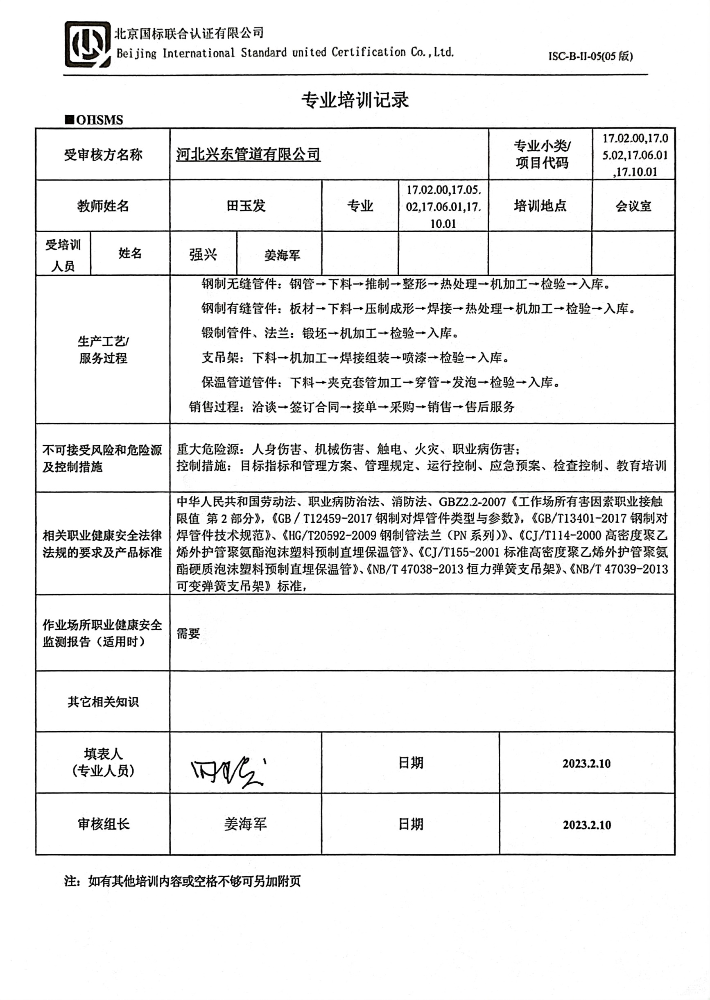 北京国标联合认证有限公司
Beijing International Standard united Certification Co.,Ltd.
ISC-B-II-05(05 版)
专业培训记录
■OHSMS
受审核方名称
河北兴东管道有限公司
专业小类/
项目代码
17.02.00,17.0
5.02,17.06.01
,17.10.01
教师姓名
田玉发
专业
17.02.00,17.05.
02,17.06.01,17.
10.01
培训地点
会议室
受培训
人员
姓名
强兴
姜海军
生产工艺/
服务过程
钢制无缝管件：钢管→下料→推制→整形→热处理→机加工→检验→入库。
钢制有缝管件：板材→下料→压制成形→焊接→热处理→机加工→检验→入库。
锻制管件、法兰：锻坯→机加工→检验→入库。
支吊架：下料→机加工→焊接组装→喷漆→检验→入库。
保温管道管件：下料→夹克套管加工→穿管→发泡→检验→入库。
销售过程：洽谈→签订合同→接单→采购→销售→售后服务
不可接受风险和危险源
及控制措施
重大危险源：人身伤害、机械伤害、触电、火灾、职业病伤害；
控制措施：目标指标和管理方案、管理规定、运行控制、应急预案、检查控制、教育培训
相关职业健康安全法律
法规的要求及产品标准
中华人民共和国劳动法、职业病防治法、消防法、GBZ2.2-2007《工作场所有害因素职业接触
限值 第 2 部分》，《GB／T12459-2017 钢制对焊管件类型与参数》，《GB/T13401-2017 钢制对
焊管件技术规范》、《HG/T20592-2009 钢制管法兰（PN 系列）》、《CJ/T114-2000 高密度聚乙
烯外护管聚氨酯泡沫塑料预制直埋保温管》、《CJ/T155-2001 标准高密度聚乙烯外护管聚氨
酯硬质泡沫塑料预制直埋保温管》、《NB/T 47038-2013 恒力弹簧支吊架》、《NB/T 47039-2013
可变弹簧支吊架》标准，
作业场所职业健康安全
监测报告（适用时）
需要
其它相关知识
填表人
(专业人员)
田玉发
日期
2023.2.10
审核组长
姜海军
日期
2023.2.10
注：如有其他培训内容或空格不够可另加附页